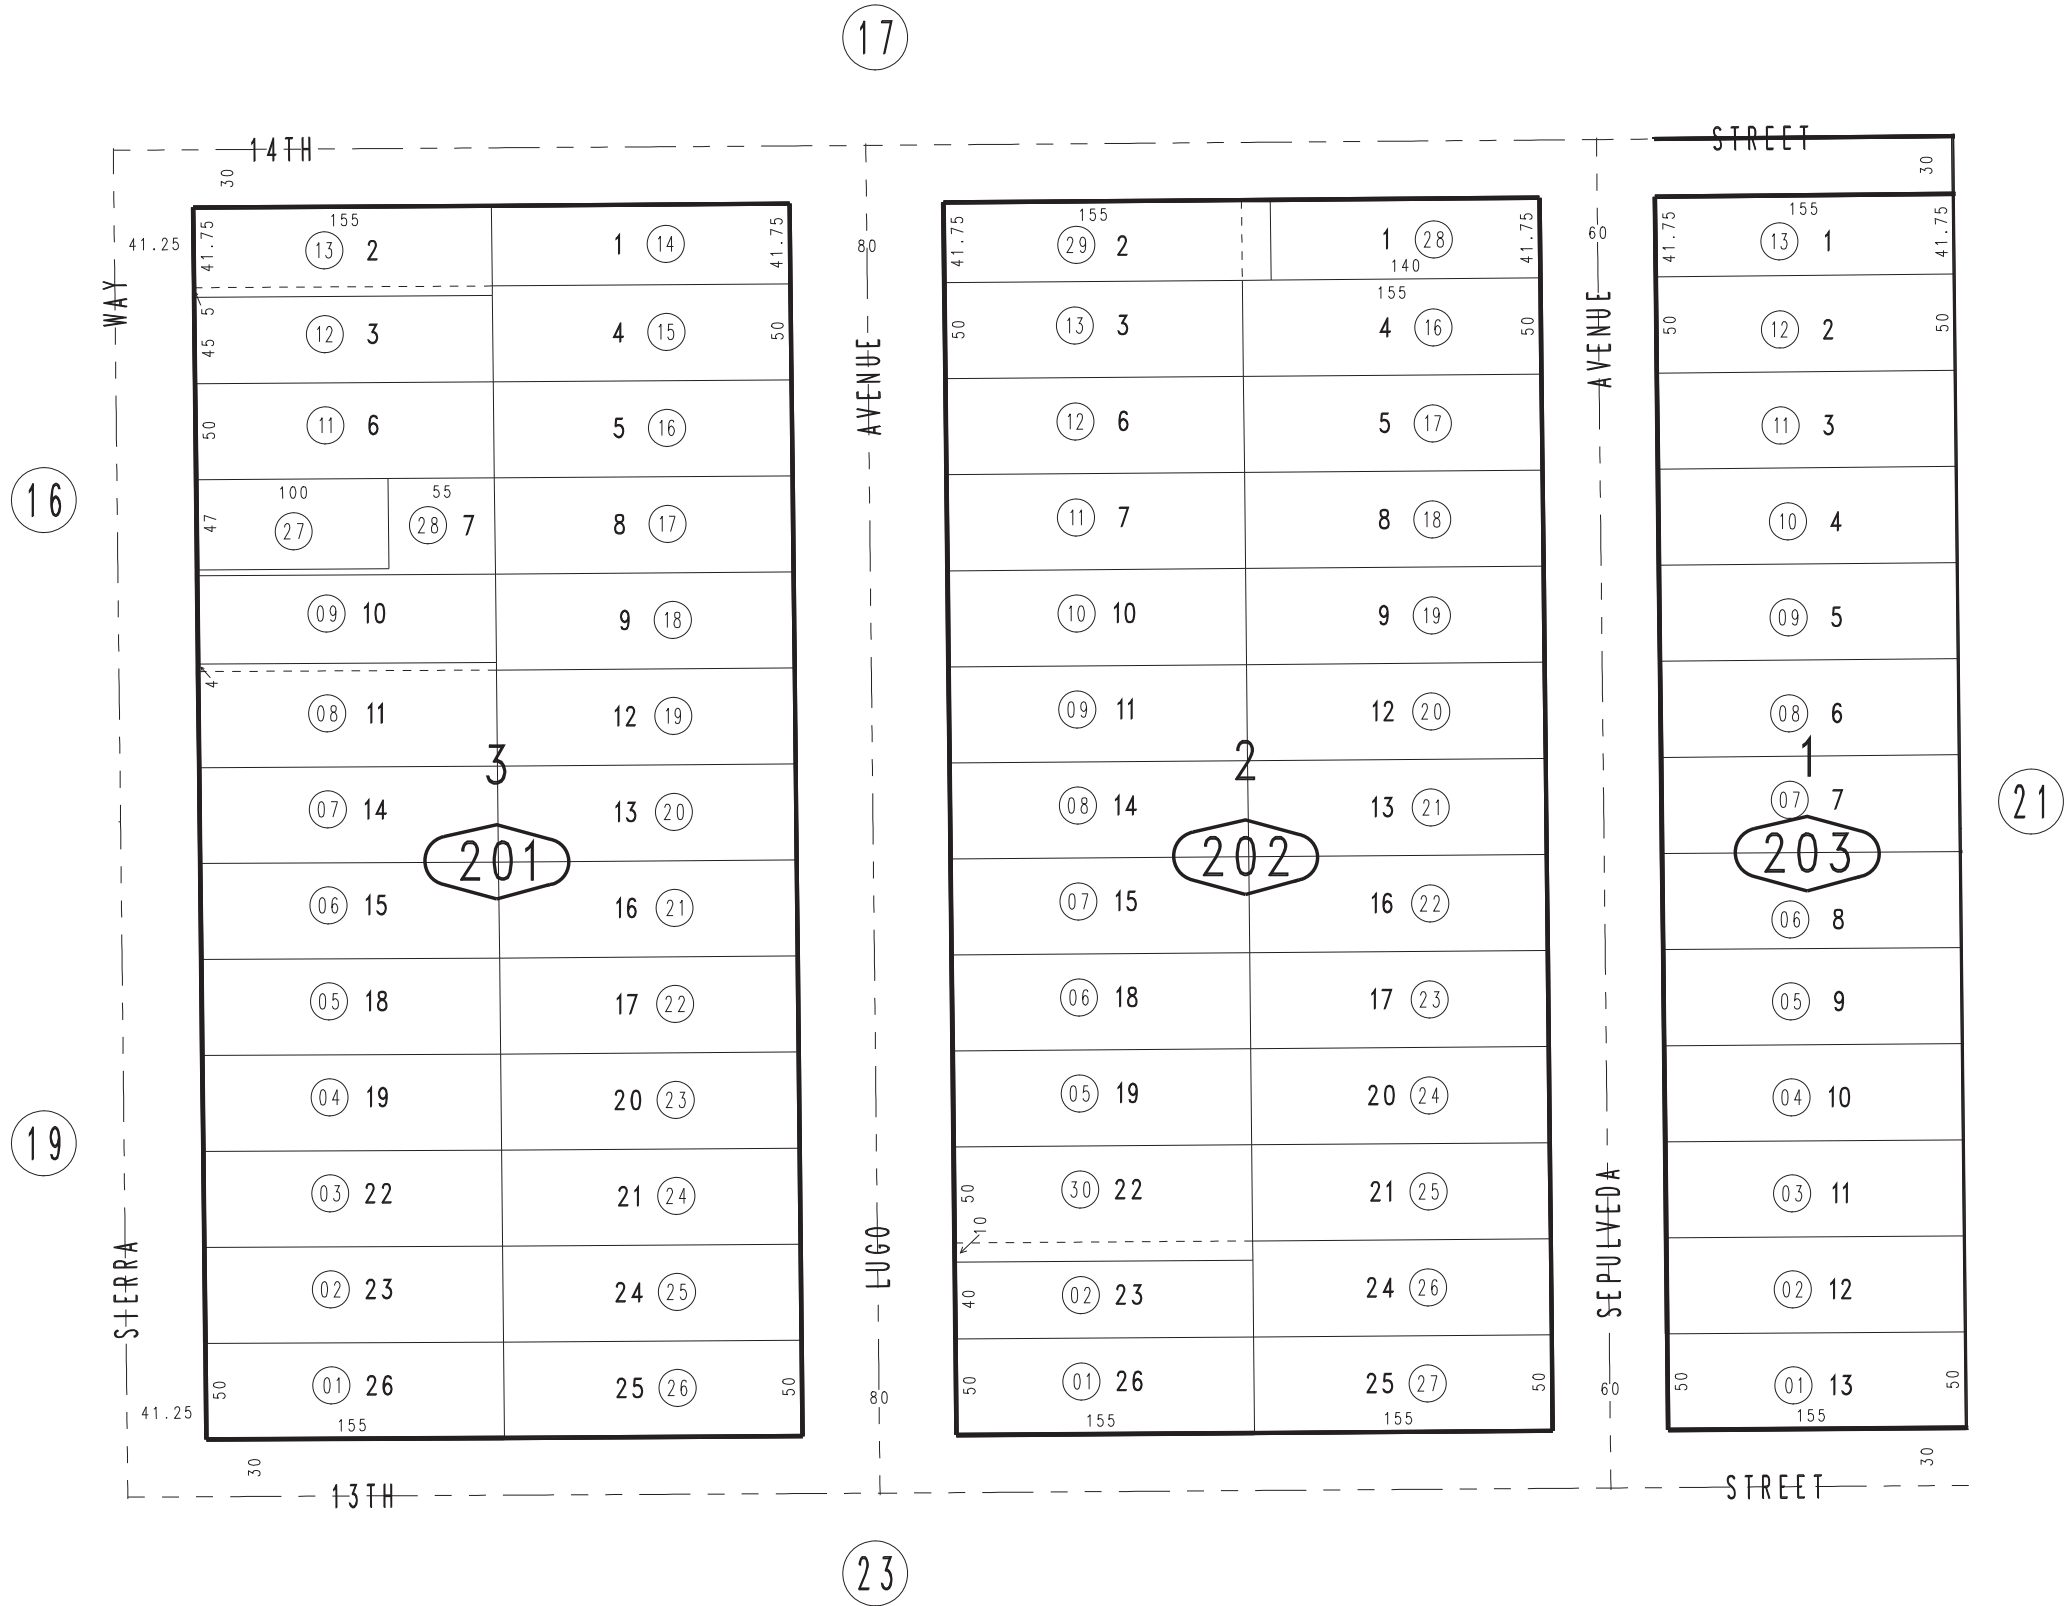 17
14TH STREET
30 30
155 155 155
41.25 41.75 13 2 1 14 41.75 80 41.75 29 2 1 28 41.75 60 41.75 13 1 41.75
140
155
WAY 5 AVENUE AVENUE
45 12 3 4 15 50 50 13 3 4 16 50 50 12 2 50
50 11 6 5 16 12 6 5 17 11 3
100 55
16 47 27 28 7 8 17 11 7 8 18 10 4
09 10 9 18 10 10 9 19 09 5
4
08 11 12 19 09 11 12 20 08 6
3 2 1
07 14 13 20 08 14 13 21 07 7 21
201 202 203
06 15 16 21 07 15 16 22 06 8
05 18 17 22 06 18 17 23 05 9
19 04 19 20 23 05 19 20 24 04 10
03 22 21 24 50 30 22 21 25 03 11
10
SIERRA LUGO SEPULVEDA
02 23 24 25 40 02 23 24 26 02 12
50 01 26 25 26 50 50 01 26 25 27 50 60 50 01 13 50
41.25 155 80 155 155 155
30 30
13TH STREET
23